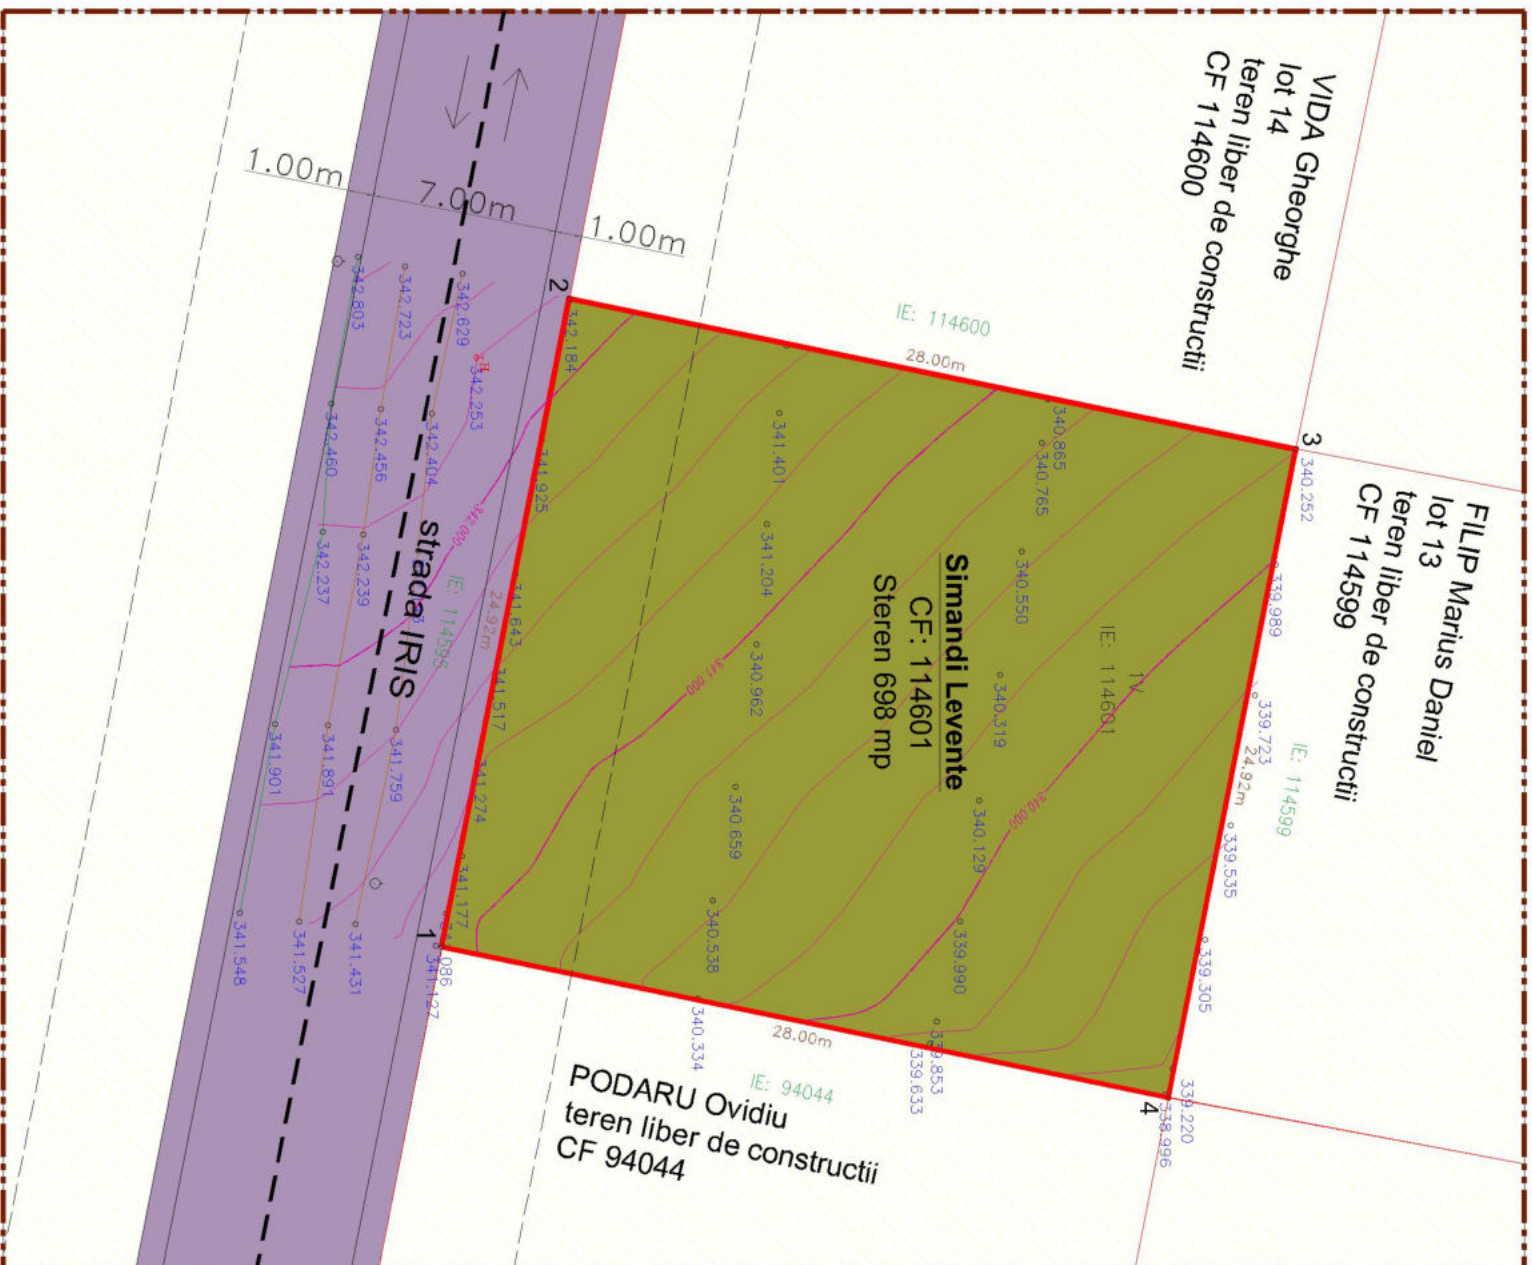 VIDA Gheorghe
lot 14
teren liber de constructii
CF 114600
1.00m
7.00m
1.00m
2
342.184
IE: 114600
28.00m
342.803
342.723
342.629
H
342.253
342.460
342.456
342.404
341.925
341.401
340.865
340.765
3
340.252
FILIP Marius Daniel
lot 13
teren liber de constructii
CF 114599
342.000
342.237
342.239
strada IRIS
24.92m
341.643
341.204
340.550
339.989
Simandi Levente
CF: 114601
Steren 698 mp
1V
IE: 114601
341.517
341.000
340.962
340.319
339.723
24.92m
IE: 114599
341.901
341.891
341.759
341.274
340.659
340.129
340.000
339.535
341.177
340.538
339.990
339.305
1
341.548
341.527
341.431
341.127
340.334
28.00m
339.853
339.633
4
339.220
338.996
IE: 94044
PODARU Ovidiu
teren liber de constructii
CF 94044